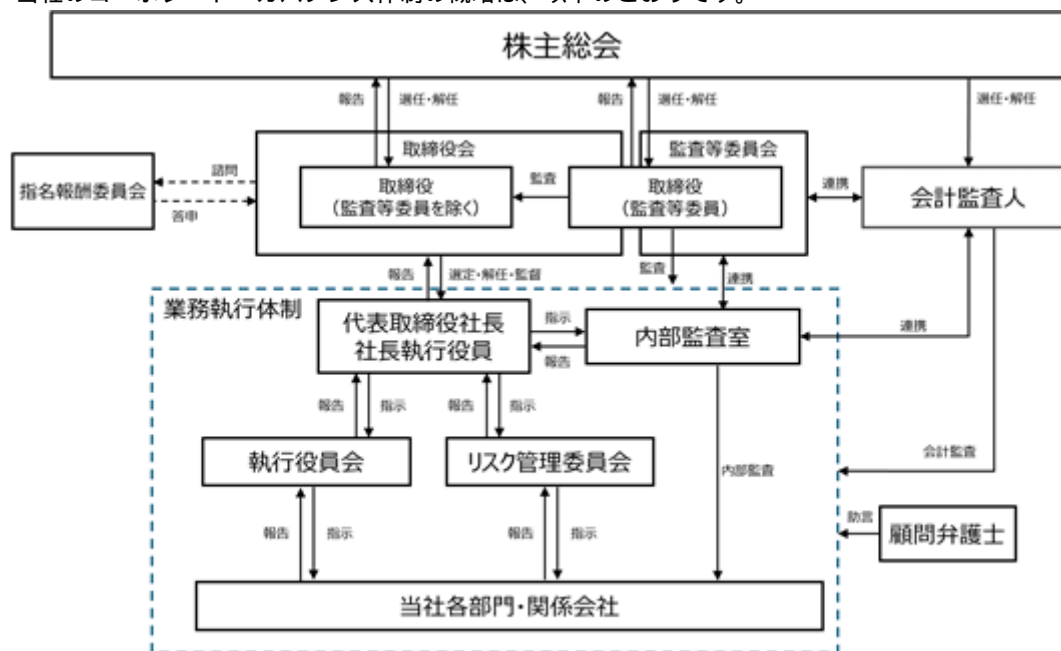 当社のコーポレート・ガバナンス体制の概略は、以下のとおりです。
株主総会
報告
選任・解任
報告
選任・解任
選任・解任
取締役会
監査等委員会
指名報酬委員会
諮問
答申
取締役
（監査等委員を除く）
監査
取締役
（監査等委員）
連携
会計監査人
報告
選定・解任・監督
監査
連携
業務執行体制
代表取締役社長
社長執行役員
指示
報告
内部監査室
連携
報告
指示
報告
指示
執行役員会
リスク管理委員会
内部監査
会計監査
報告
指示
報告
指示
助言
顧問弁護士
当社各部門・関係会社